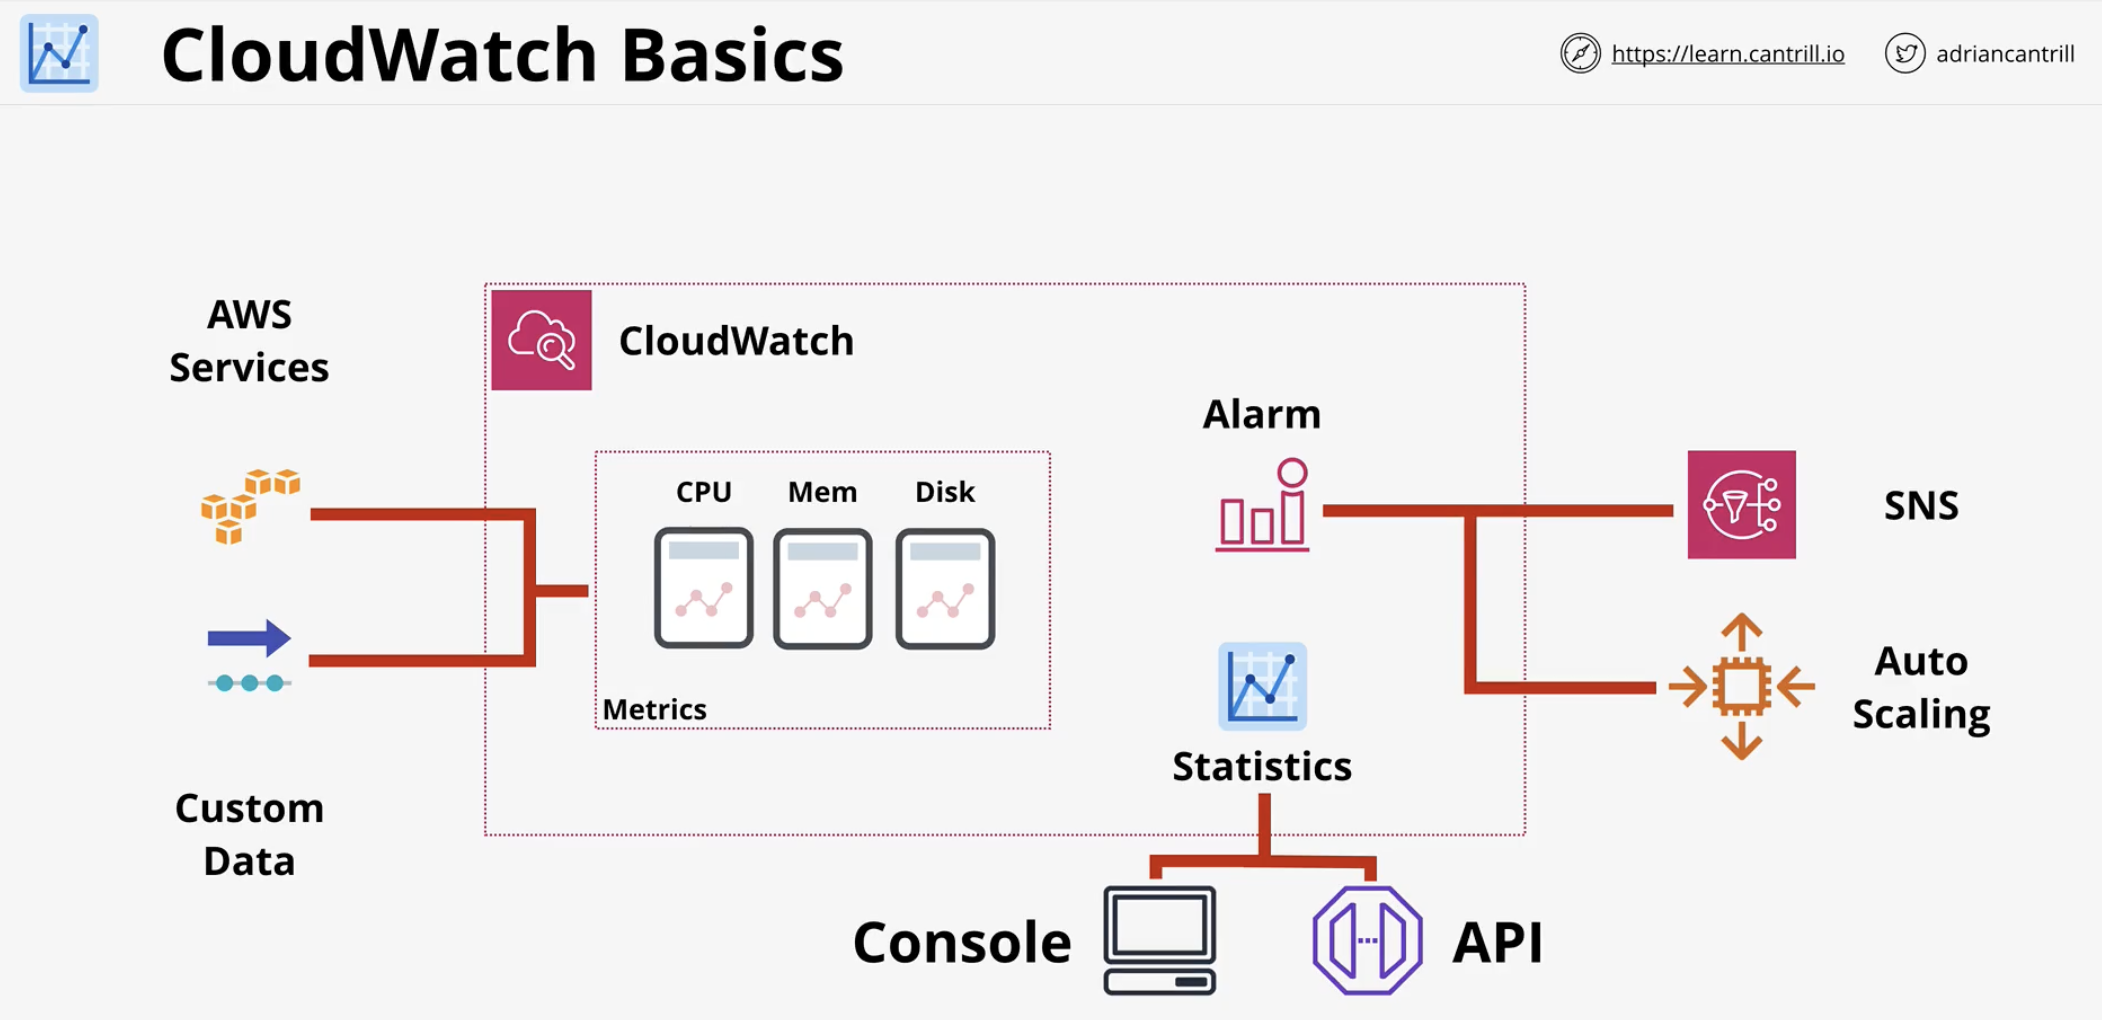 CloudWatch Basics
https://learn.cantrill.io
adriancantrill
AWS
Services
CloudWatch
Alarm
CPU
Mem
Disk
SNS
Metrics
Auto
Scaling
Statistics
Custom
Data
Console
API